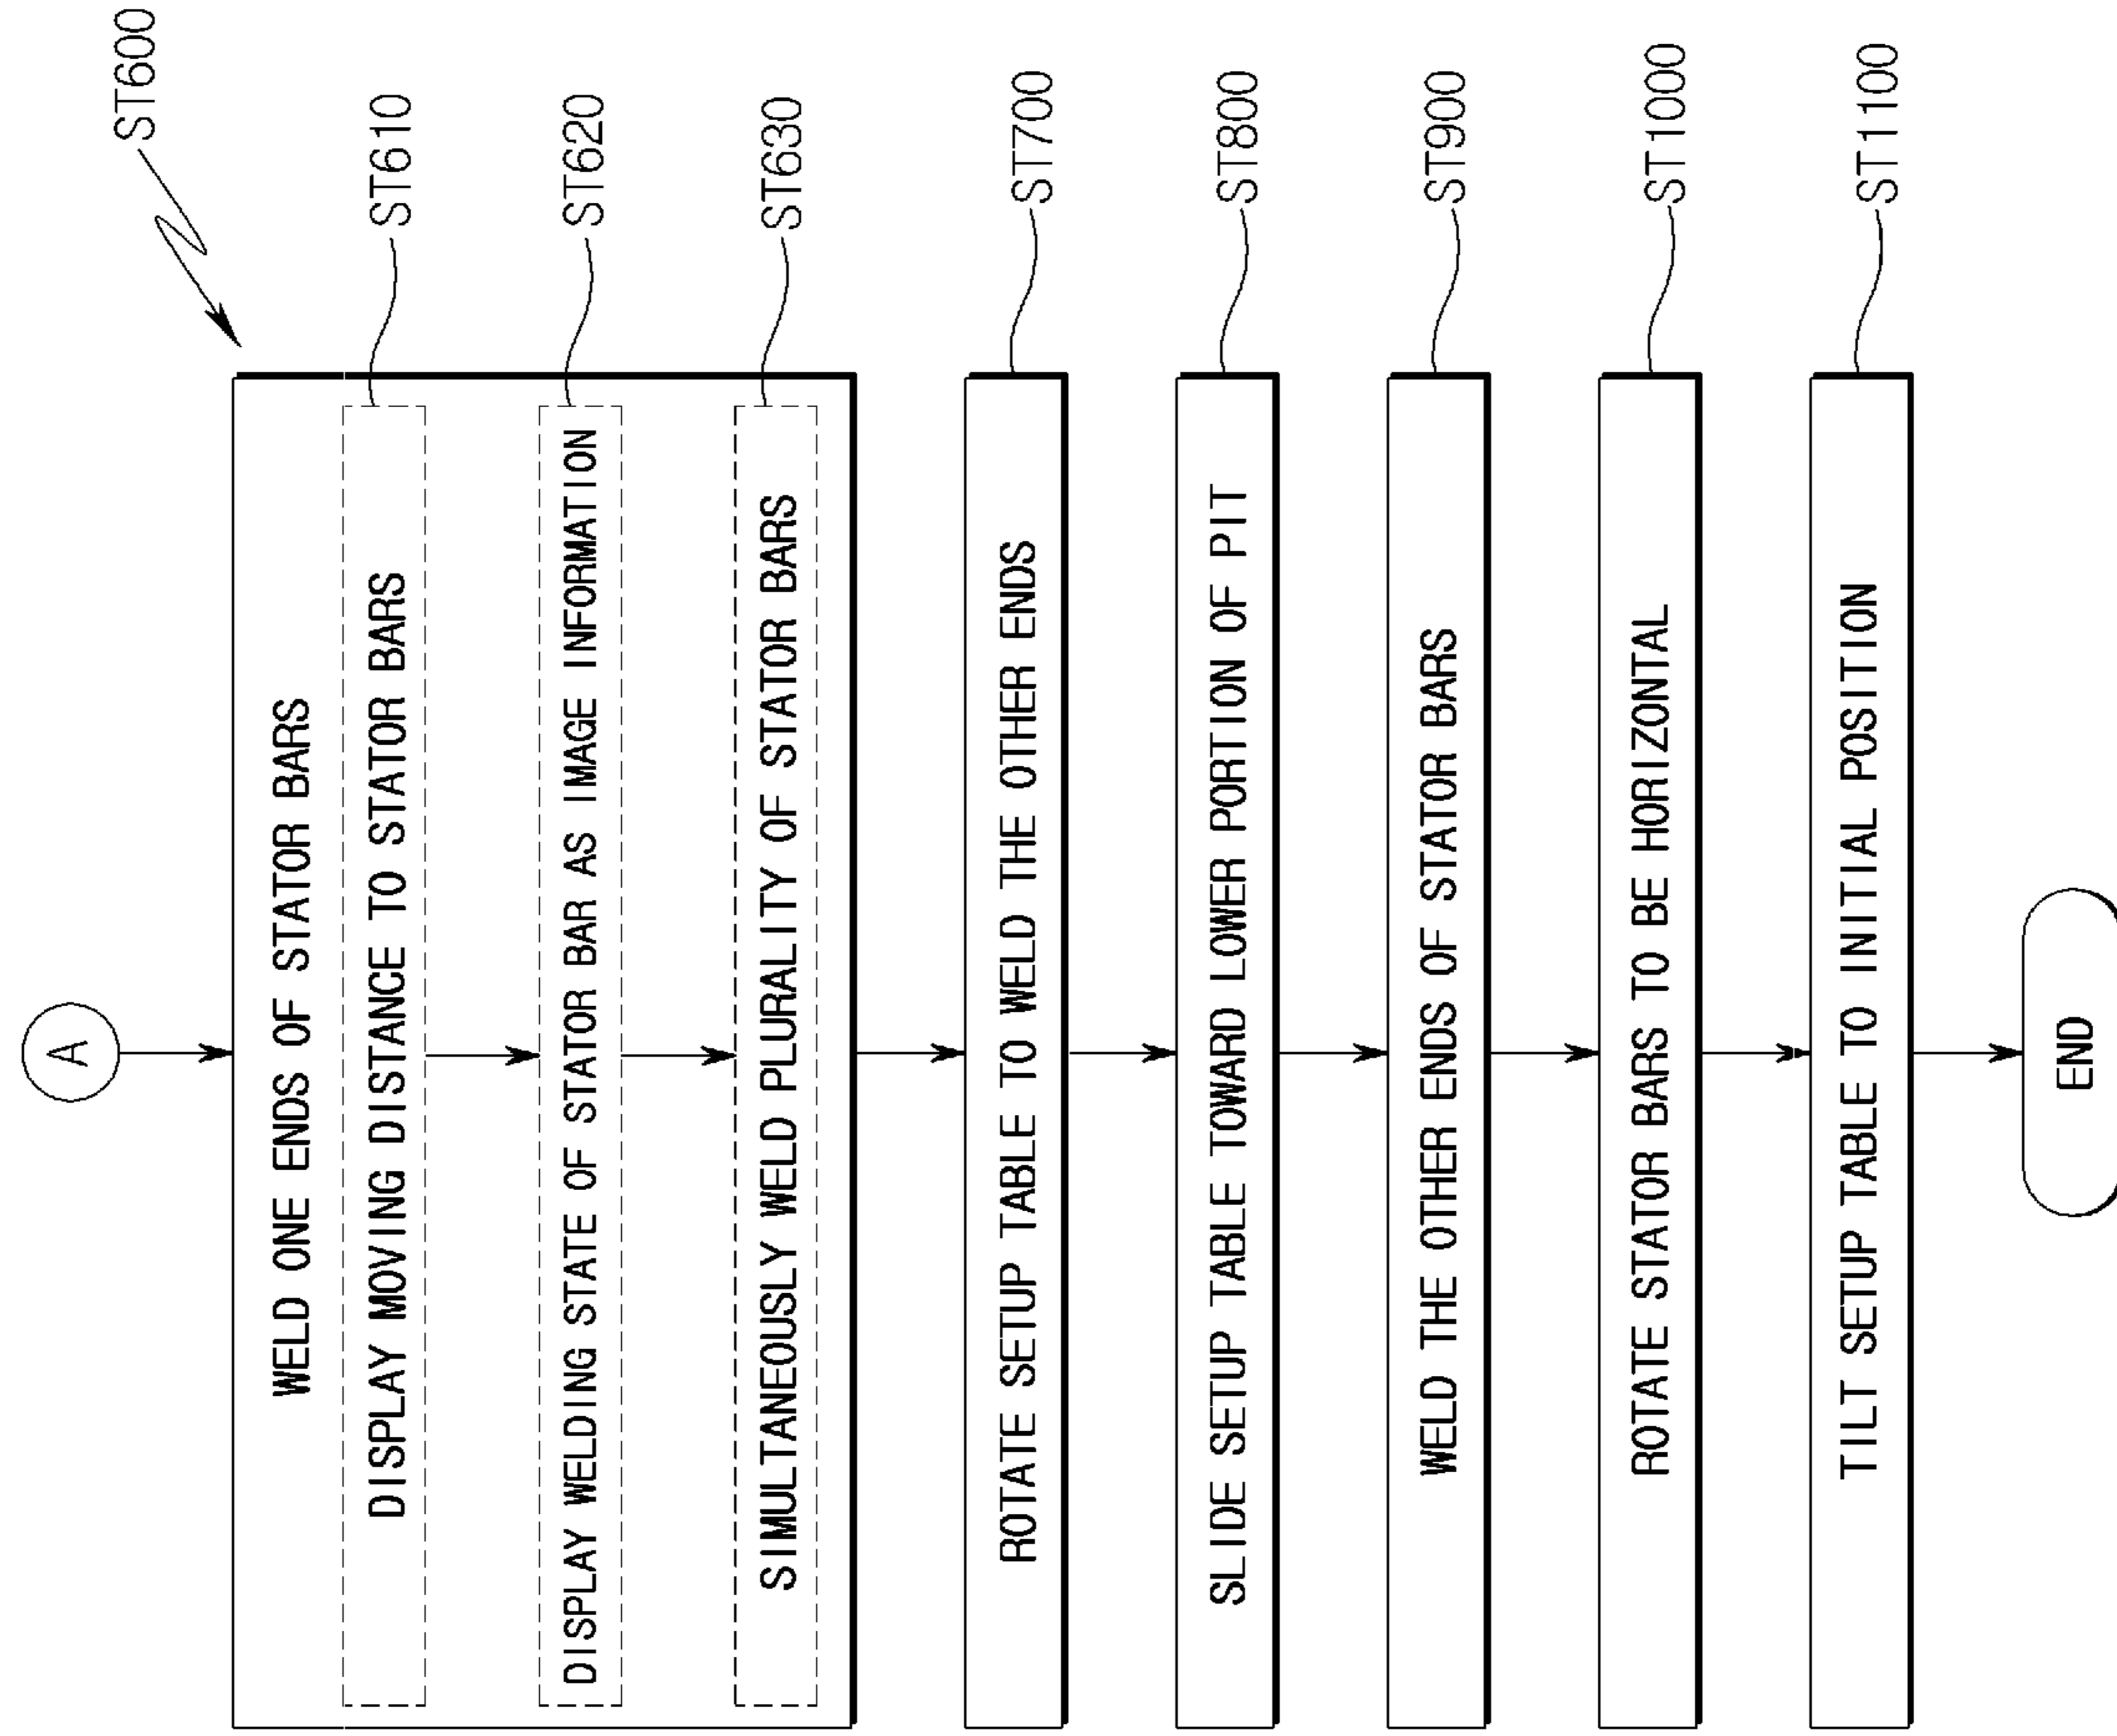 A
ST600
WELD ONE ENDS OF STATOR BARS
DISPLAY MOVING DISTANCE TO STATOR BARS
ST610
DISPLAY WELDING STATE OF STATOR BAR AS IMAGE INFORMATION
ST620
SIMULTANEOUSLY WELD PLURALITY OF STATOR BARS
ST630
ROTATE SETUP TABLE TO WELD THE OTHER ENDS
ST700
SLIDE SETUP TABLE TOWARD LOWER PORTION OF PIT
ST800
WELD THE OTHER ENDS OF STATOR BARS
ST900
ROTATE STATOR BARS TO BE HORIZONTAL
ST1000
TILT SETUP TABLE TO INITIAL POSITION
ST1100
END